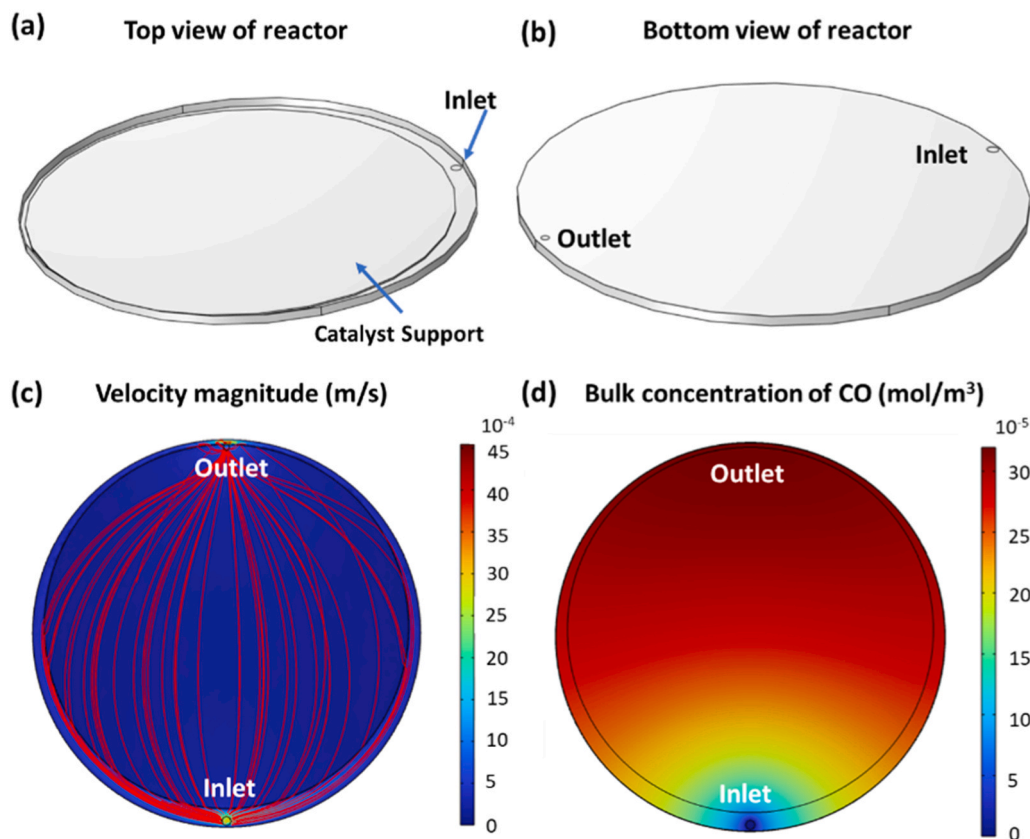 (a) Top view of reactor
Inlet
Catalyst Support
(b) Bottom view of reactor
Inlet
Outlet
(c) Velocity magnitude (m/s)
10⁻⁴
45
40
35
30
25
20
15
10
5
0
Outlet
Inlet
(d) Bulk concentration of CO (mol/m³)
10⁻⁵
30
25
20
15
10
5
0
Outlet
Inlet